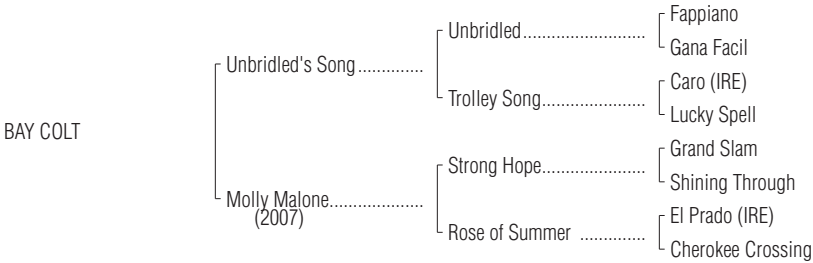 Fappiano
Unbridled.........................
Gana Facil
Unbridled's Song..............
Caro (IRE)
Trolley Song.....................
Lucky Spell
BAY COLT
Grand Slam
Strong Hope.....................
Shining Through
Molly Malone....................
(2007)
El Prado (IRE)
Rose of Summer ..............
Cherokee Crossing